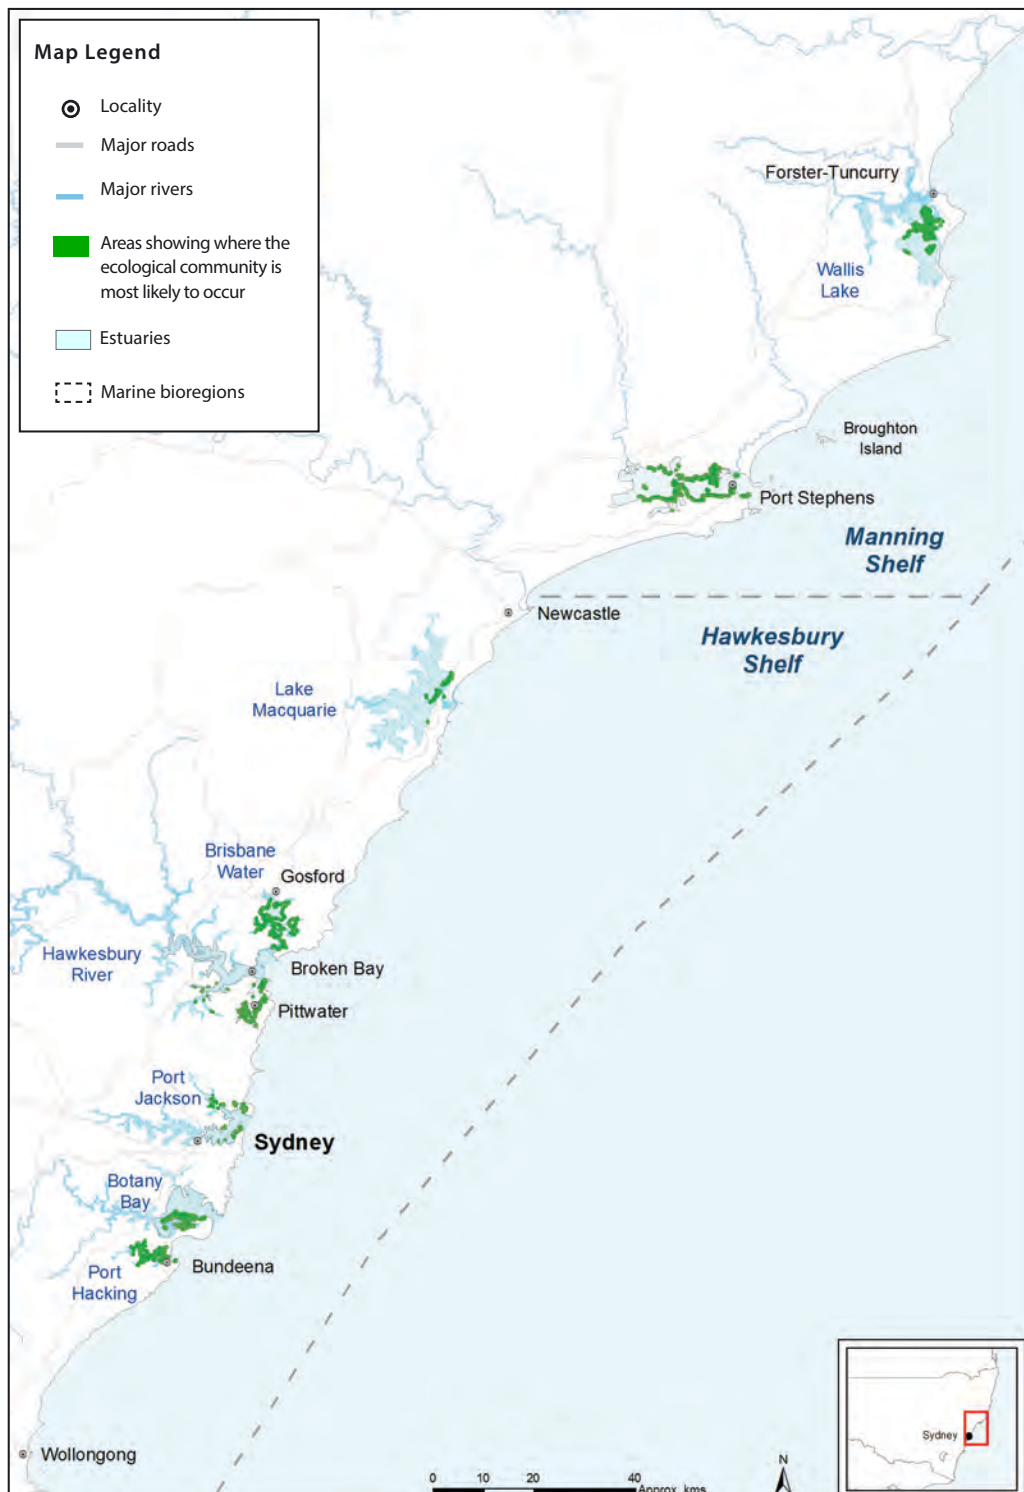 Map Legend
Locality
Major roads
Major rivers
Areas showing where the
ecological community is
most likely to occur
Estuaries
Marine bioregions
Forster-Tuncurry
Wallis
Lake
Broughton
Island
Port Stephens
Manning
Shelf
Newcastle
Hawkesbury
Shelf
Lake
Macquarie
Brisbane
Water
Gosford
Hawkesbury
River
Broken Bay
Pittwater
Port
Jackson
Sydney
Botany
Bay
Bundeena
Port
Hacking
Wollongong
0 10 20 40
Approx. kms
N
Sydney